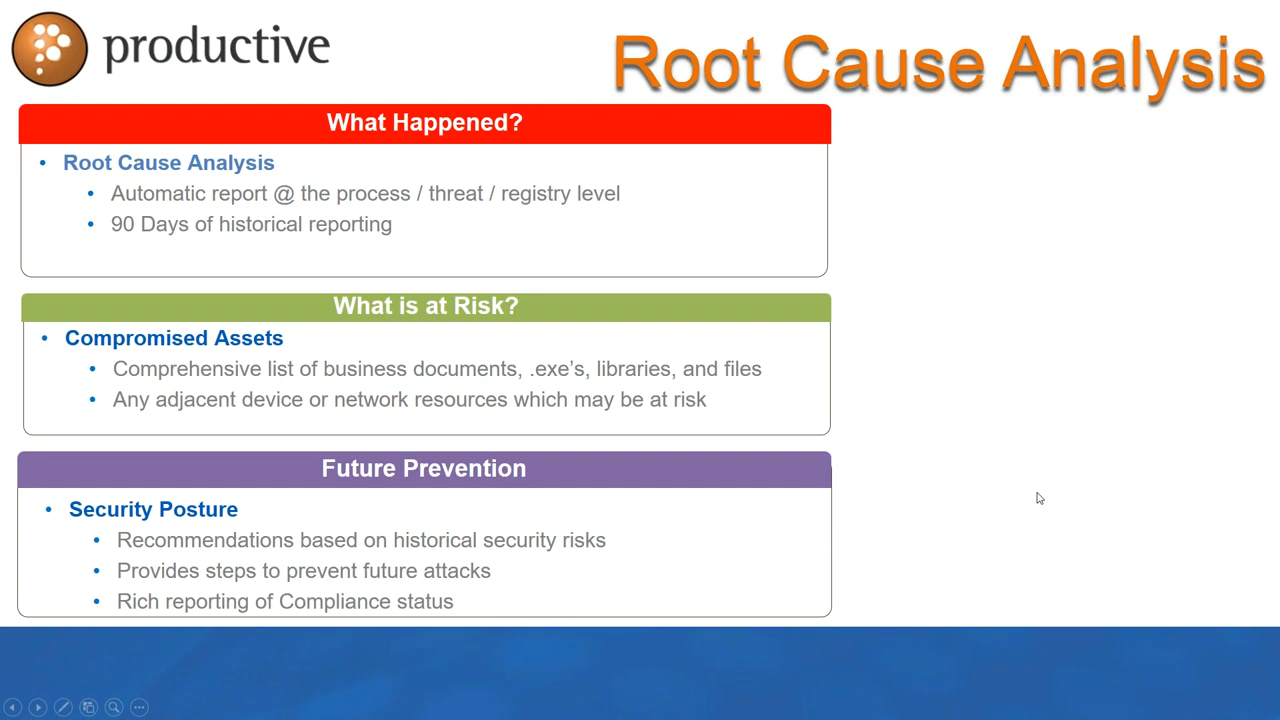 productive
Root Cause Analysis
What Happened?
• Root Cause Analysis
• Automatic report @ the process / threat / registry level
• 90 Days of historical reporting
What is at Risk?
• Compromised Assets
• Comprehensive list of business documents, .exe's, libraries, and files
• Any adjacent device or network resources which may be at risk
Future Prevention
• Security Posture
• Recommendations based on historical security risks
• Provides steps to prevent future attacks
• Rich reporting of Compliance status